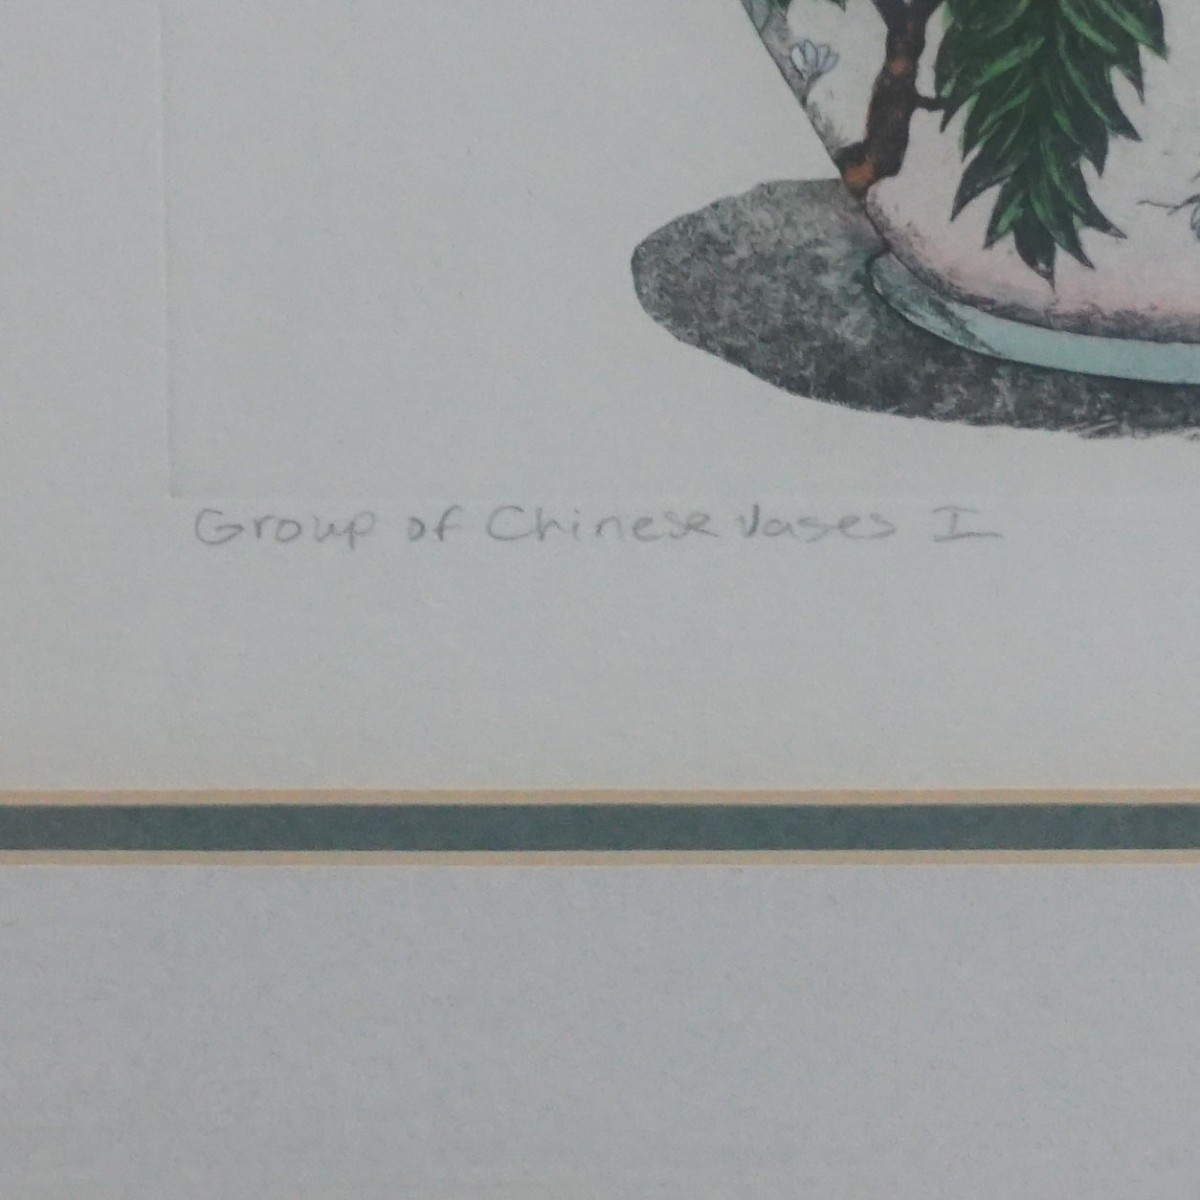 Group of Chinese Vases I